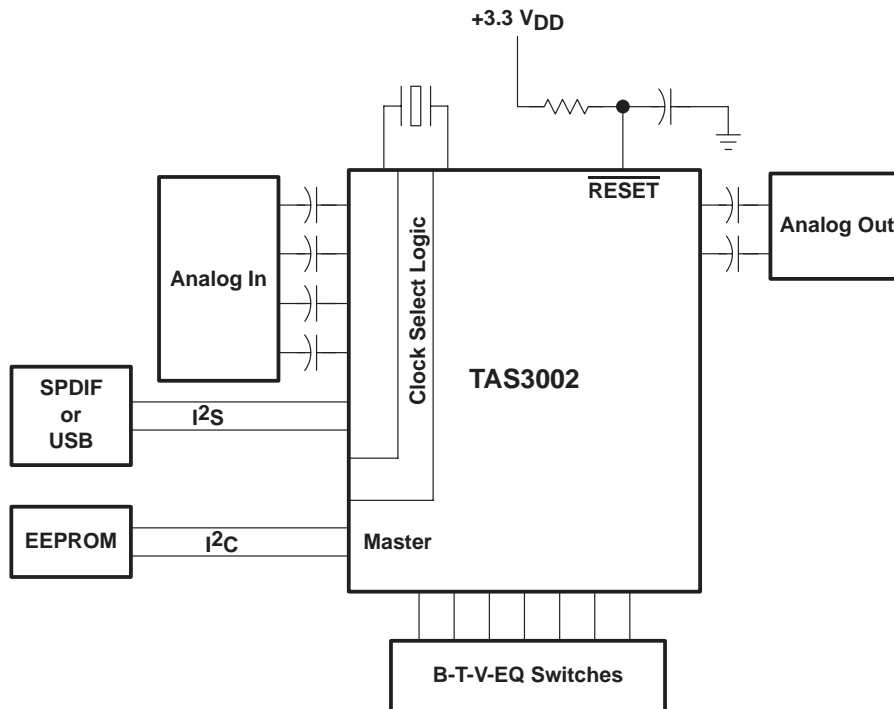 +3.3 VDD
RESET
Analog In
Clock Select Logic
TAS3002
Analog Out
SPDIF
or
USB
I2S
EEPROM
I2C
Master
B-T-V-EQ Switches